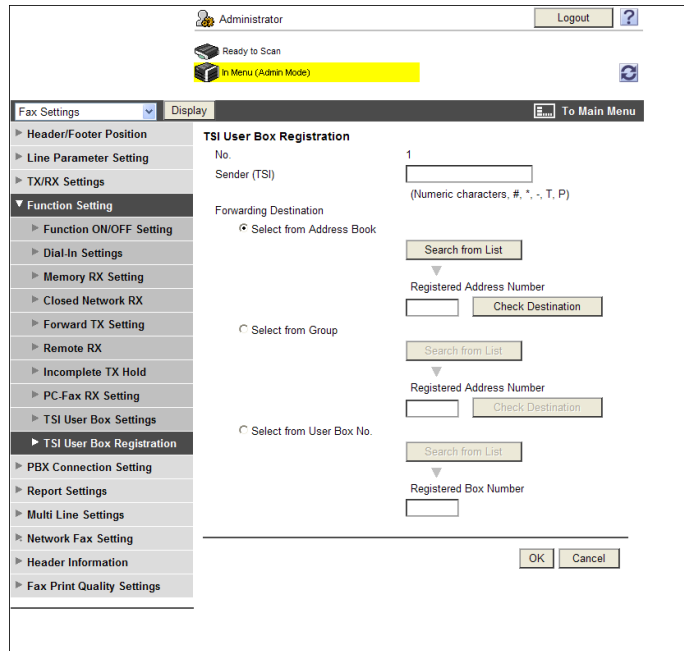 Administrator
Logout
?
Ready to Scan
In Menu (Admin Mode)
Fax Settings
Display
To Main Menu
Header/Footer Position
Line Parameter Setting
TX/RX Settings
Function Setting
Function ON/OFF Setting
Dial-In Settings
Memory RX Setting
Closed Network RX
Forward TX Setting
Remote RX
Incomplete TX Hold
PC-Fax RX Setting
TSI User Box Settings
TSI User Box Registration
PBX Connection Setting
Report Settings
Multi Line Settings
Network Fax Setting
Header Information
Fax Print Quality Settings
TSI User Box Registration
No. 1
Sender (TSI)
(Numeric characters, #, *, -, T, P)
Forwarding Destination
Select from Address Book
Search from List
Registered Address Number
Check Destination
Select from Group
Search from List
Registered Address Number
Check Destination
Select from User Box No.
Search from List
Registered Box Number
OK Cancel